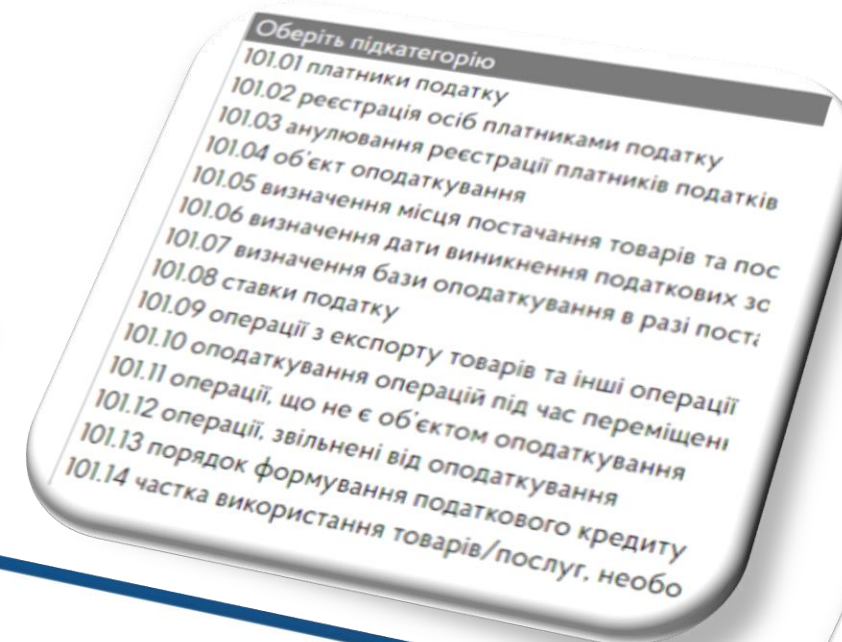 Оберіть підкатегорію
101.01 платники податку
101.02 реєстрація осіб платниками податку
101.03 анулювання реєстрації платників податків
101.04 об'єкт оподаткування
101.05 визначення місця постачання товарів та пос
101.06 визначення дати виникнення податкових зо
101.07 визначення бази оподаткування в разі поста
101.08 ставки податку
101.09 операції з експорту товарів та інші операції
101.10 оподаткування операцій під час переміщені
101.11 операції, що не є об'єктом оподаткування
101.12 операції, звільнені від оподаткування
101.13 порядок формування податкового кредиту
101.14 частка використання товарів/послуг, необо